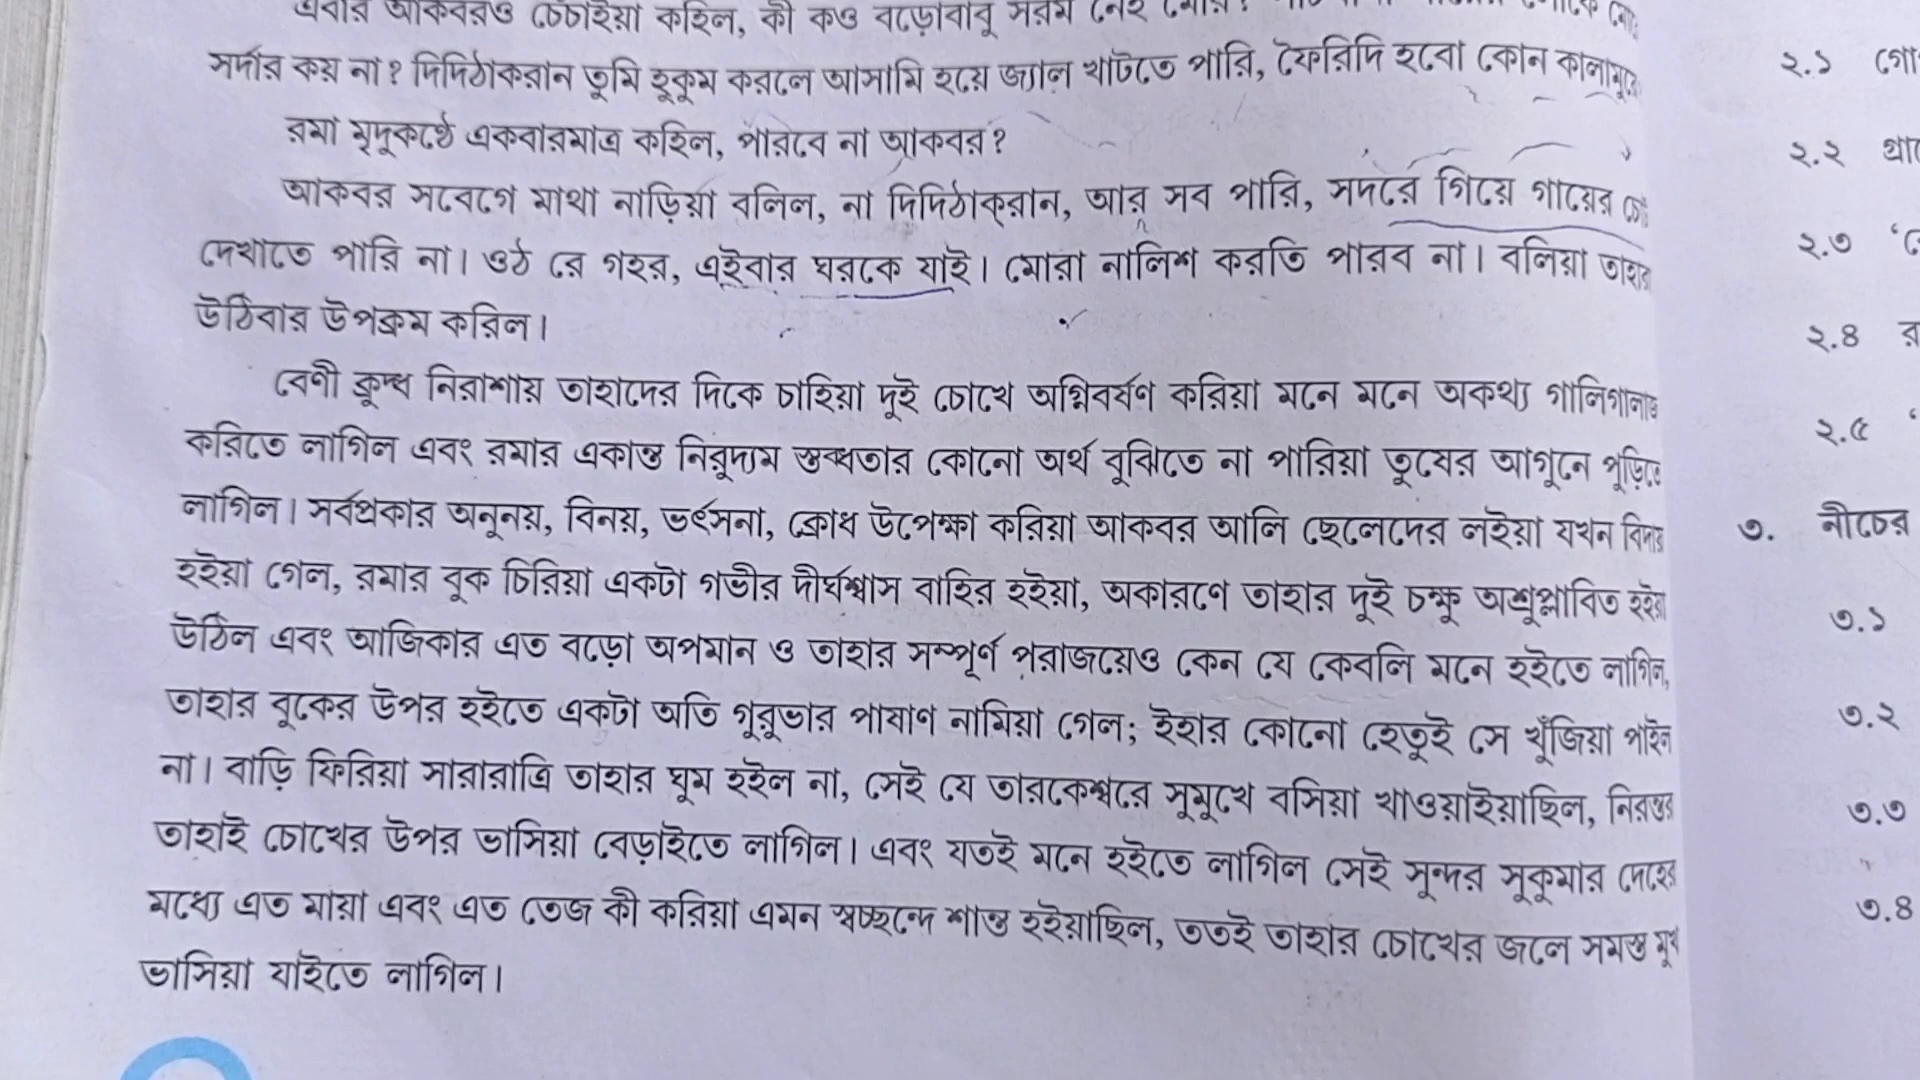 এবার আকবরও চেঁচাইয়া কহিল, কী কও বড়োবাবু সরম নেই মোর?
সর্দার কয় না? দিদিঠাকরান তুমি হুকুম করলে আসামি হয়ে জ্যাল খাটতে পারি, ফৈরিদি হবো কোন কালামুয়ে
রমা মৃদুকণ্ঠে একবারমাত্র কহিল, পারবে না আকবর?
আকবর সবেগে মাথা নাড়িয়া বলিল, না দিদিঠাক্‌রান, আর সব পারি, সদরে গিয়ে গায়ের
দেখাতে পারি না। ওঠ রে গহর, এইবার ঘরকে যাই। মোরা নালিশ করতি পারব না। বলিয়া তাহারা
উঠিবার উপক্রম করিল।
বেণী ক্রুদ্ধ নিরাশায় তাহাদের দিকে চাহিয়া দুই চোখে অগ্নিবর্ষণ করিয়া মনে মনে অকথ্য গালিগালাজ
করিতে লাগিল এবং রমার একান্ত নিরুদ্যম স্তব্ধতার কোনো অর্থ বুঝিতে না পারিয়া তুষের আগুনে পুড়িতে
লাগিল। সর্বপ্রকার অনুনয়, বিনয়, ভর্ৎসনা, ক্রোধ উপেক্ষা করিয়া আকবর আলি ছেলেদের লইয়া যখন বিদায়
হইয়া গেল, রমার বুক চিরিয়া একটা গভীর দীর্ঘশ্বাস বাহির হইয়া, অকারণে তাহার দুই চক্ষু অশ্রুপ্লাবিত হইয়া
উঠিল এবং আজিকার এত বড়ো অপমান ও তাহার সম্পূর্ণ পরাজয়েও কেন যে কেবলি মনে হইতে লাগিল,
তাহার বুকের উপর হইতে একটা অতি গুরুভার পাষাণ নামিয়া গেল; ইহার কোনো হেতুই সে খুঁজিয়া পাইল
না। বাড়ি ফিরিয়া সারারাত্রি তাহার ঘুম হইল না, সেই যে তারকেশ্বরে সুমুখে বসিয়া খাওয়াইয়াছিল, নিরন্তর
তাহাই চোখের উপর ভাসিয়া বেড়াইতে লাগিল। এবং যতই মনে হইতে লাগিল সেই সুন্দর সুকুমার দেহের
মধ্যে এত মায়া এবং এত তেজ কী করিয়া এমন স্বচ্ছন্দে শান্ত হইয়াছিল, ততই তাহার চোখের জলে সমস্ত মুখ
ভাসিয়া যাইতে লাগিল।
২.১ গো
২.২ গ্রা
২.৩
২.৪ র
২.৫
৩. নীচের
৩.১
৩.২
৩.৩
৩.৪